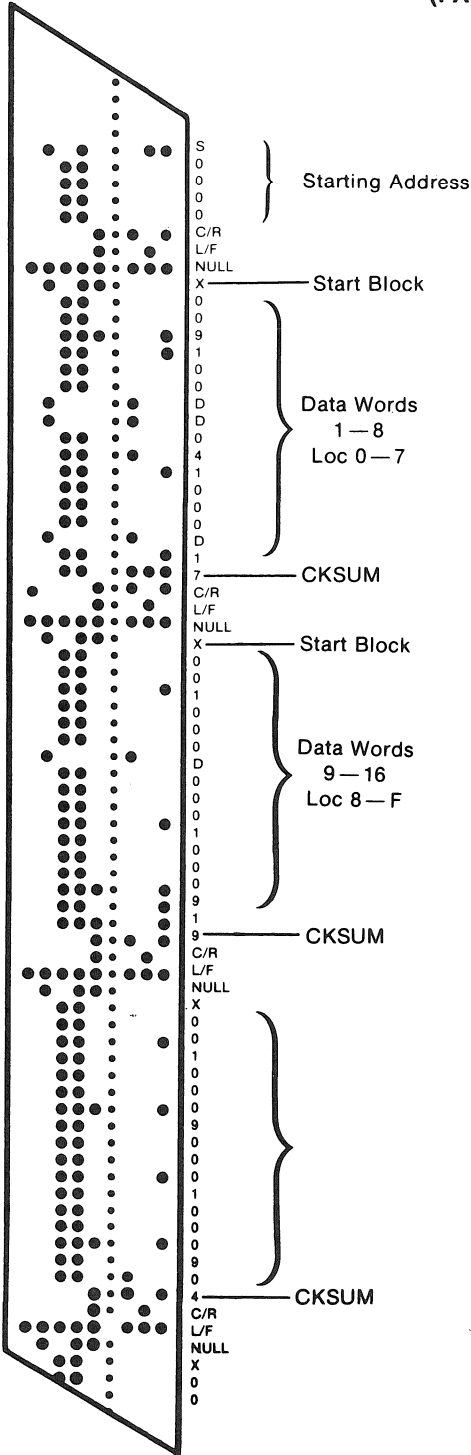 S
0
0 Starting Address
0
0
C/R
L/F
NULL
X Start Block
0
0
9
1
0
0
D Data Words
D 1—8
0 Loc 0—7
4
1
0
0
0
D
1
7 CKSUM
C/R
L/F
NULL
X Start Block
0
0
1
0
0
0 Data Words
D 9—16
0 Loc 8—F
0
0
1
0
0
0
9
1
9 CKSUM
C/R
L/F
NULL
X
0
0
1
0
0
0
9
0
0
0
1
0
0
0
9
0
4 CKSUM
C/R
L/F
NULL
X
0
0